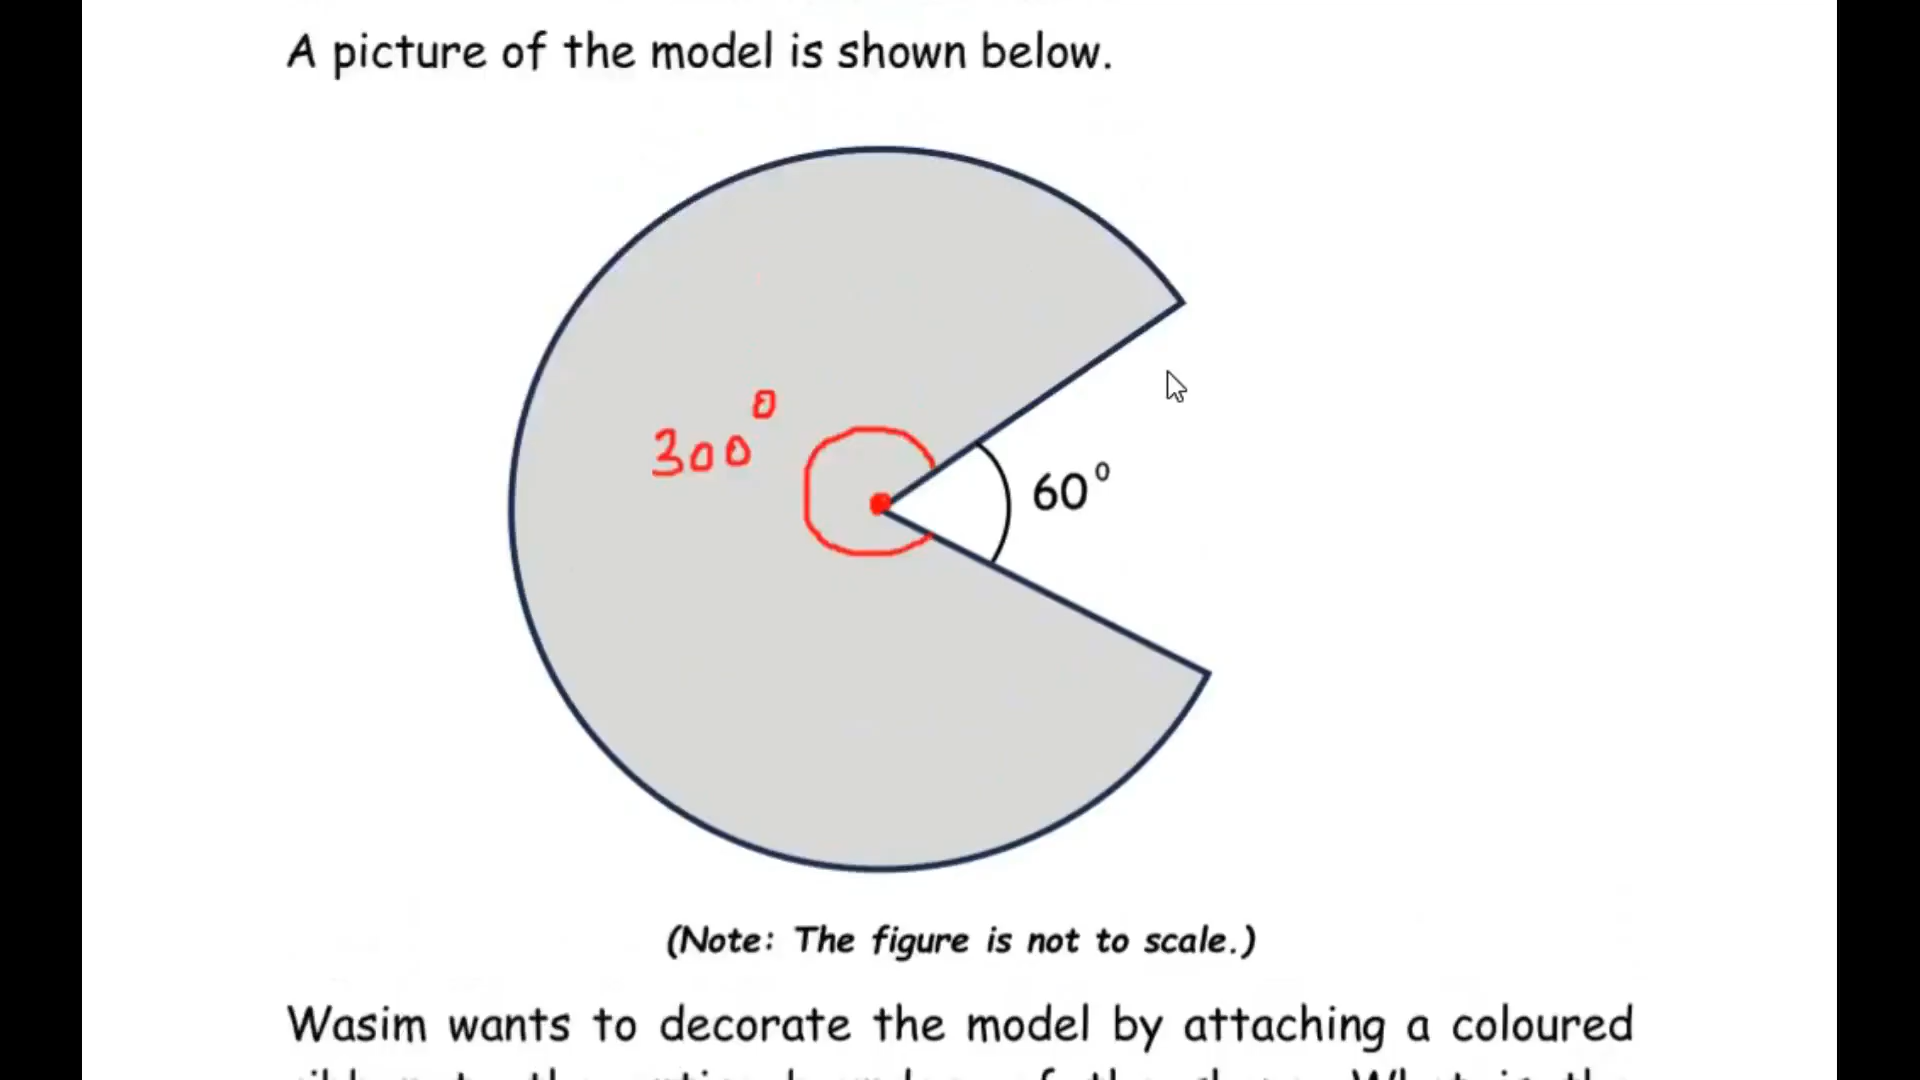 A picture of the model is shown below.
300°
60°
(Note: The figure is not to scale.)
Wasim wants to decorate the model by attaching a coloured